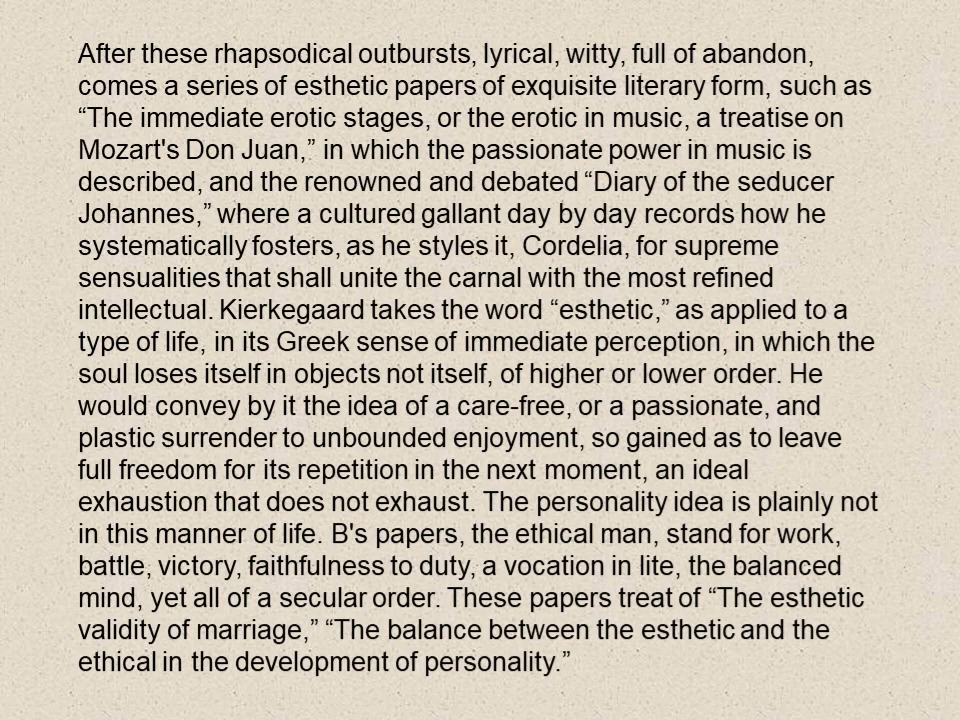 After these rhapsodical outbursts, lyrical, witty, full of abandon,
comes a series of esthetic papers of exquisite literary form, such as
“The immediate erotic stages, or the erotic in music, a treatise on
Mozart's Don Juan,” in which the passionate power in music is
described, and the renowned and debated “Diary of the seducer
Johannes,” where a cultured gallant day by day records how he
systematically fosters, as he styles it, Cordelia, for supreme
sensualities that shall unite the carnal with the most refined
intellectual. Kierkegaard takes the word “esthetic,” as applied to a
type of life, in its Greek sense of immediate perception, in which the
soul loses itself in objects not itself, of higher or lower order. He
would convey by it the idea of a care-free, or a passionate, and
plastic surrender to unbounded enjoyment, so gained as to leave
full freedom for its repetition in the next moment, an ideal
exhaustion that does not exhaust. The personality idea is plainly not
in this manner of life. B's papers, the ethical man, stand for work,
battle, victory, faithfulness to duty, a vocation in lite, the balanced
mind, yet all of a secular order. These papers treat of “The esthetic
validity of marriage,” “The balance between the esthetic and the
ethical in the development of personality.”